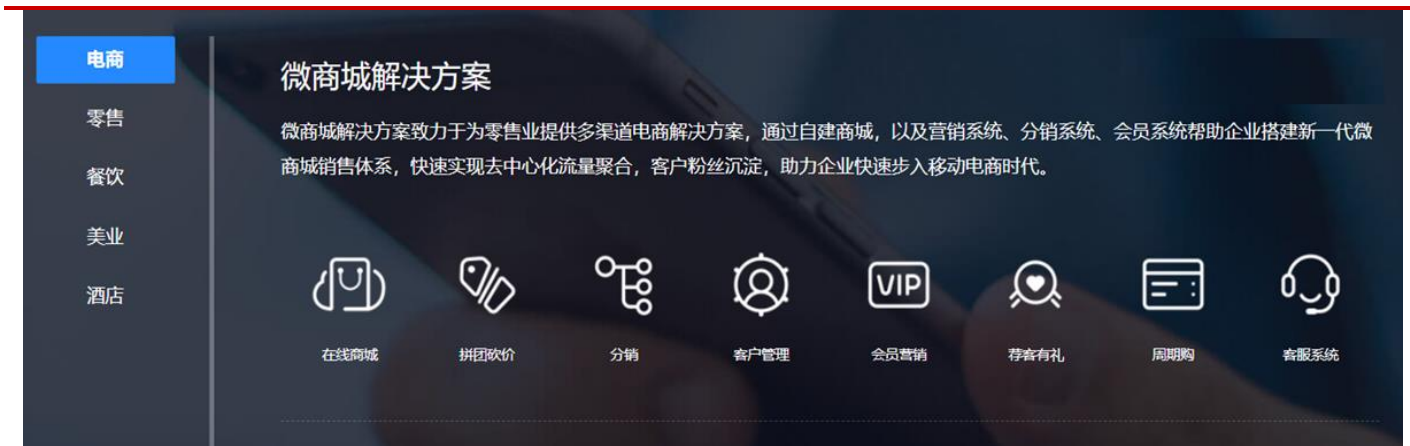 电商
零售
餐饮
美业
酒店
微商城解决方案
微商城解决方案致力于为零售业提供多渠道电商解决方案，通过自建商城，以及营销系统、分销系统、会员系统帮助企业搭建新一代微
商城销售体系，快速实现去中心化流量聚合，客户粉丝沉淀，助力企业快速步入移动电商时代。
VIP
在线商城 拼团砍价 分销 客户管理 会员营销 荐客有礼 周期购 客服系统